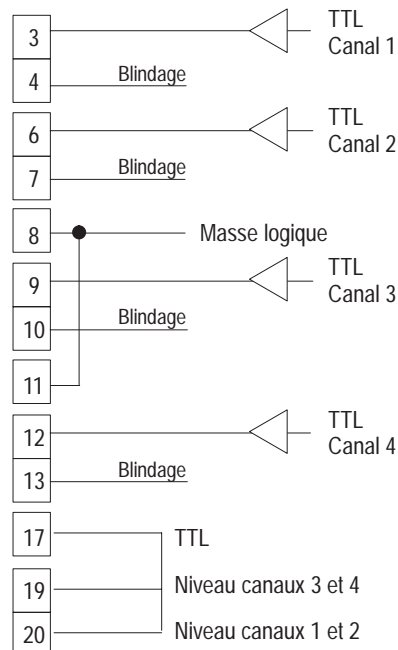 3
TTL
Canal 1
4
Blindage
6
TTL
Canal 2
7
Blindage
8
Masse logique
9
TTL
Canal 3
10
Blindage
11
12
TTL
Canal 4
13
Blindage
17
TTL
19
Niveau canaux 3 et 4
20
Niveau canaux 1 et 2